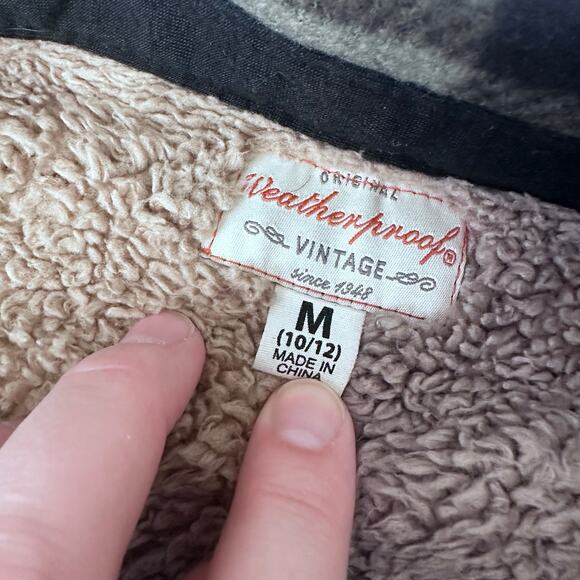 ORIGINAL
Weatherproof®
VINTAGE
since 1948
M
(10/12)
MADE IN
CHINA